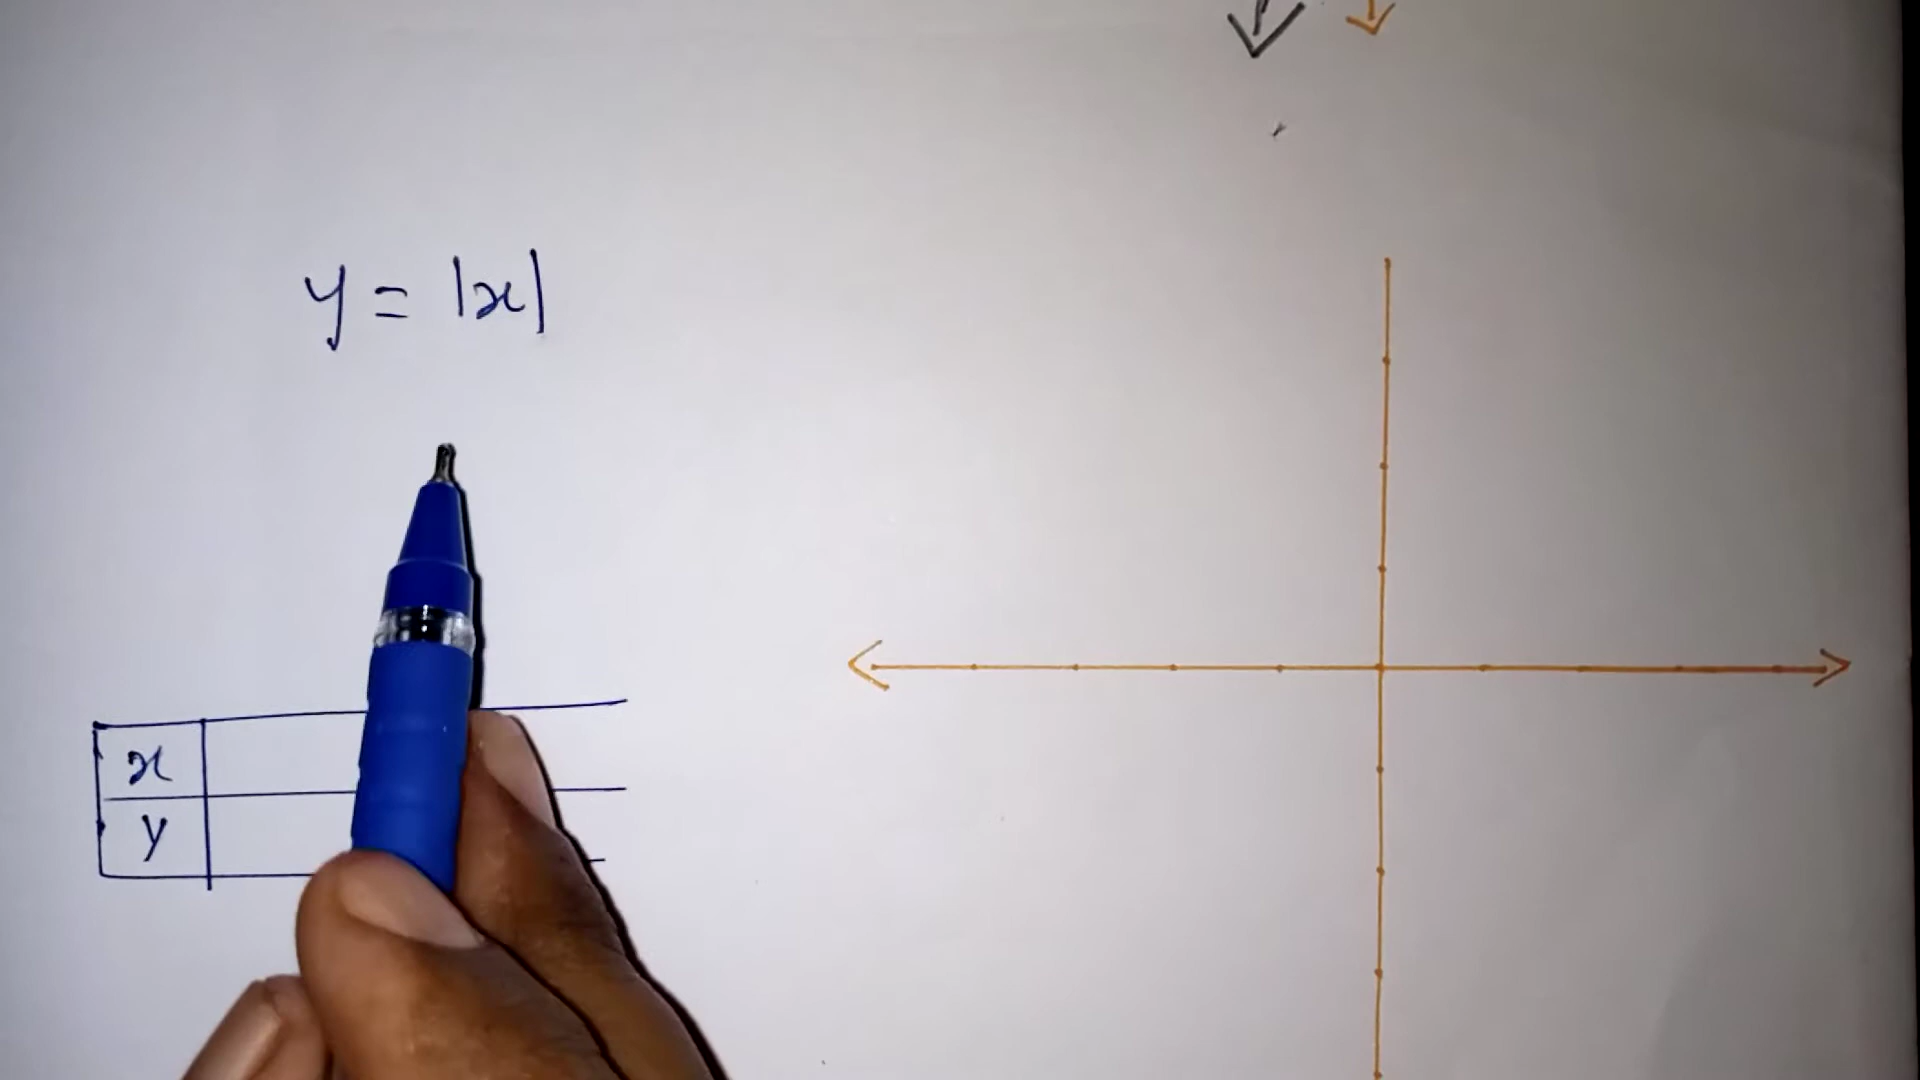 y = |x|
x
y